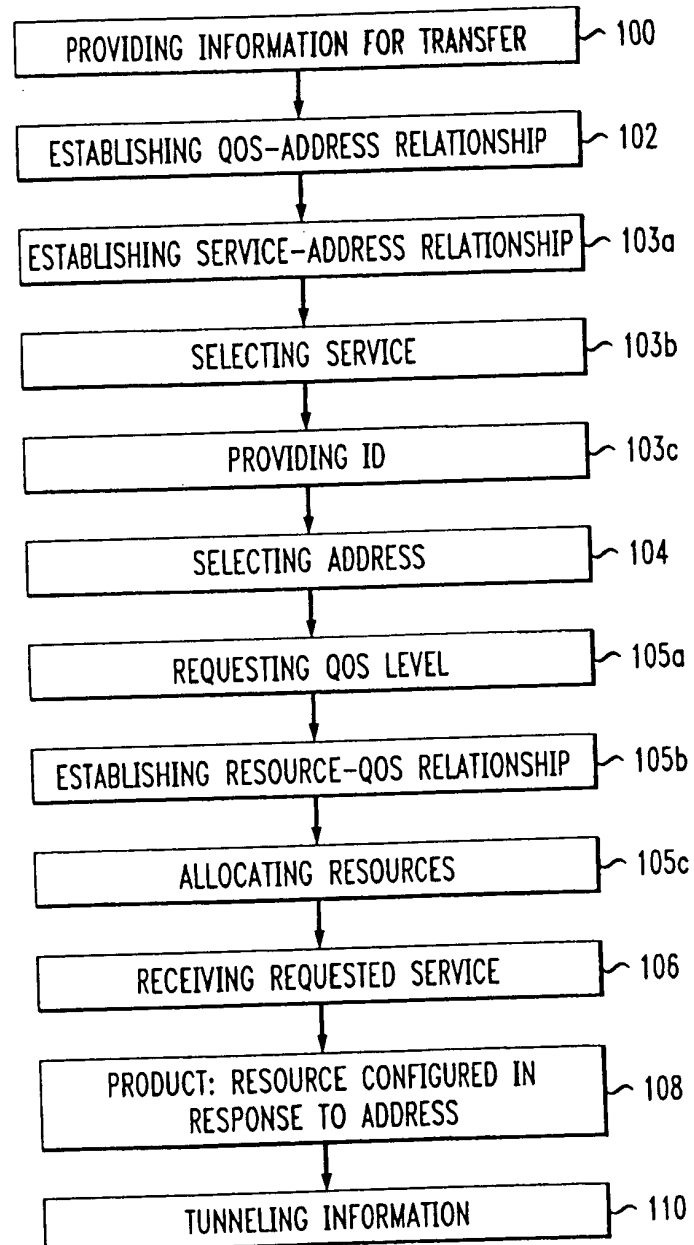 PROVIDING INFORMATION FOR TRANSFER 100
ESTABLISHING QOS-ADDRESS RELATIONSHIP 102
ESTABLISHING SERVICE-ADDRESS RELATIONSHIP 103a
SELECTING SERVICE 103b
PROVIDING ID 103c
SELECTING ADDRESS 104
REQUESTING QOS LEVEL 105a
ESTABLISHING RESOURCE-QOS RELATIONSHIP 105b
ALLOCATING RESOURCES 105c
RECEIVING REQUESTED SERVICE 106
PRODUCT: RESOURCE CONFIGURED IN
RESPONSE TO ADDRESS 108
TUNNELING INFORMATION 110